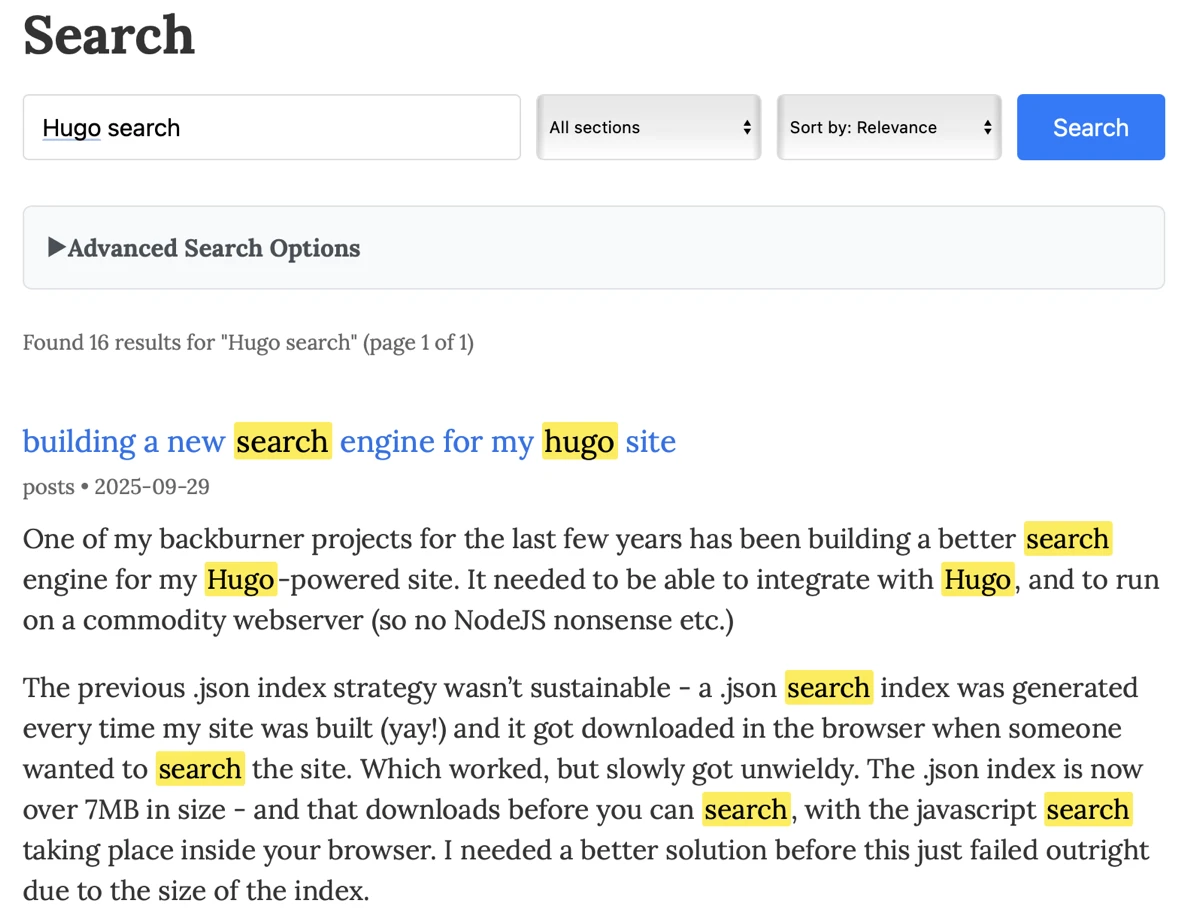 Search
Hugo search
All sections
Sort by: Relevance
Search
▶Advanced Search Options
Found 16 results for "Hugo search" (page 1 of 1)
building a new search engine for my hugo site
posts • 2025-09-29
One of my backburner projects for the last few years has been building a better search
engine for my Hugo-powered site. It needed to be able to integrate with Hugo, and to run
on a commodity webserver (so no NodeJS nonsense etc.)
The previous .json index strategy wasn’t sustainable - a .json search index was generated
every time my site was built (yay!) and it got downloaded in the browser when someone
wanted to search the site. Which worked, but slowly got unwieldy. The .json index is now
over 7MB in size - and that downloads before you can search, with the javascript search
taking place inside your browser. I needed a better solution before this just failed outright
due to the size of the index.